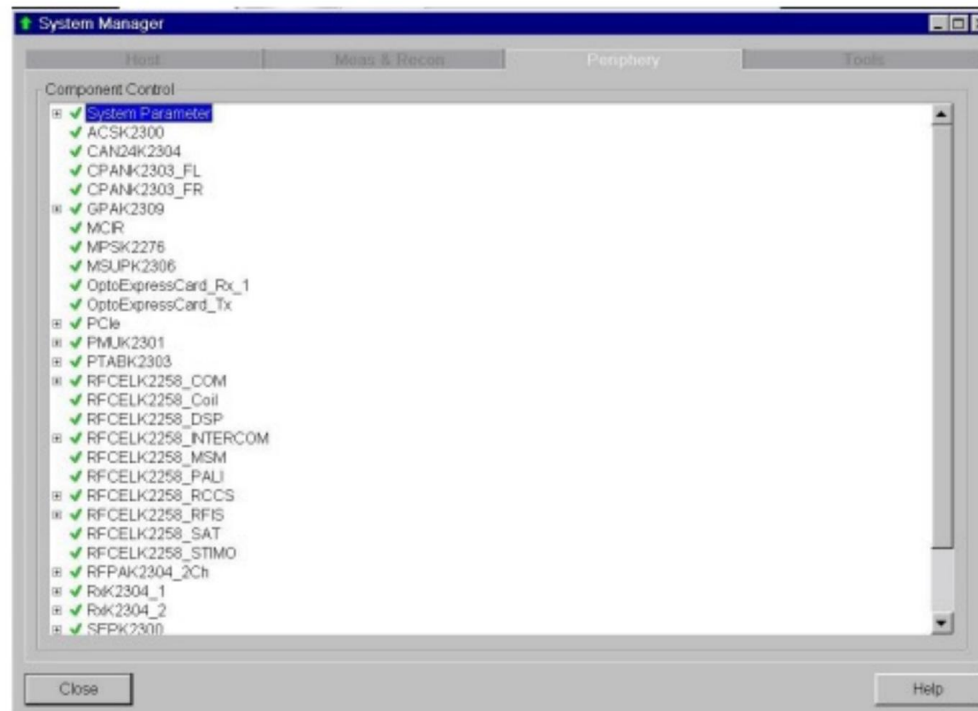 System Manager
Host Meas & Recon Periphery Tools
Component Control
System Parameter
ACSK2300
CAN24K2304
CPANK2303_FL
CPANK2303_FR
GPAK2309
MCIR
MPSK2276
MSUPK2306
OptoExpressCard_Rx_1
OptoExpressCard_Tx
PCIe
PMUK2301
PTABK2303
RFCELK2258_COM
RFCELK2258_Coil
RFCELK2258_DSP
RFCELK2258_INTERCOM
RFCELK2258_MSM
RFCELK2258_PALI
RFCELK2258_RCCS
RFCELK2258_RFIS
RFCELK2258_SAT
RFCELK2258_STIMO
RFPAK2304_2Ch
RxK2304_1
RxK2304_2
SEPK2300
Close Help